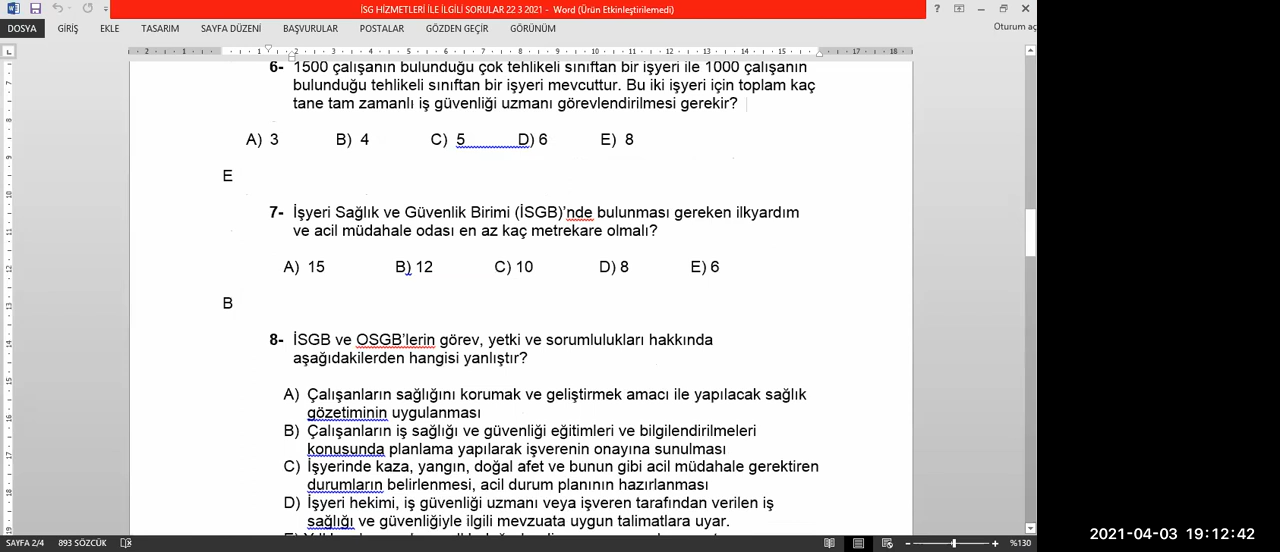 İSG HİZMETLERİ İLE İLGİLİ SORULAR 22 3 2021 - Word (Ürün Etkinleştirilemedi)
DOSYA GİRİŞ EKLE TASARIM SAYFA DÜZENİ BAŞVURULAR POSTALAR GÖZDEN GEÇİR GÖRÜNÜM Oturum aç
6- 1500 çalışanın bulunduğu çok tehlikeli sınıftan bir işyeri ile 1000 çalışanın
bulunduğu tehlikeli sınıftan bir işyeri mevcuttur. Bu iki işyeri için toplam kaç
tane tam zamanlı iş güvenliği uzmanı görevlendirilmesi gerekir?
A) 3 B) 4 C) 5 D) 6 E) 8
E
7- İşyeri Sağlık ve Güvenlik Birimi (İSGB)'nde bulunması gereken ilkyardım
ve acil müdahale odası en az kaç metrekare olmalı?
A) 15 B) 12 C) 10 D) 8 E) 6
B
8- İSGB ve OSGB'lerin görev, yetki ve sorumlulukları hakkında
aşağıdakilerden hangisi yanlıştır?
A) Çalışanların sağlığını korumak ve geliştirmek amacı ile yapılacak sağlık
gözetiminin uygulanması
B) Çalışanların iş sağlığı ve güvenliği eğitimleri ve bilgilendirilmeleri
konusunda planlama yapılarak işverenin onayına sunulması
C) İşyerinde kaza, yangın, doğal afet ve bunun gibi acil müdahale gerektiren
durumların belirlenmesi, acil durum planının hazırlanması
D) İşyeri hekimi, iş güvenliği uzmanı veya işveren tarafından verilen iş
sağlığı ve güvenliğiyle ilgili mevzuata uygun talimatlara uyar.
SAYFA 2/4 893 SÖZCÜK %130
2021-04-03 19:12:42